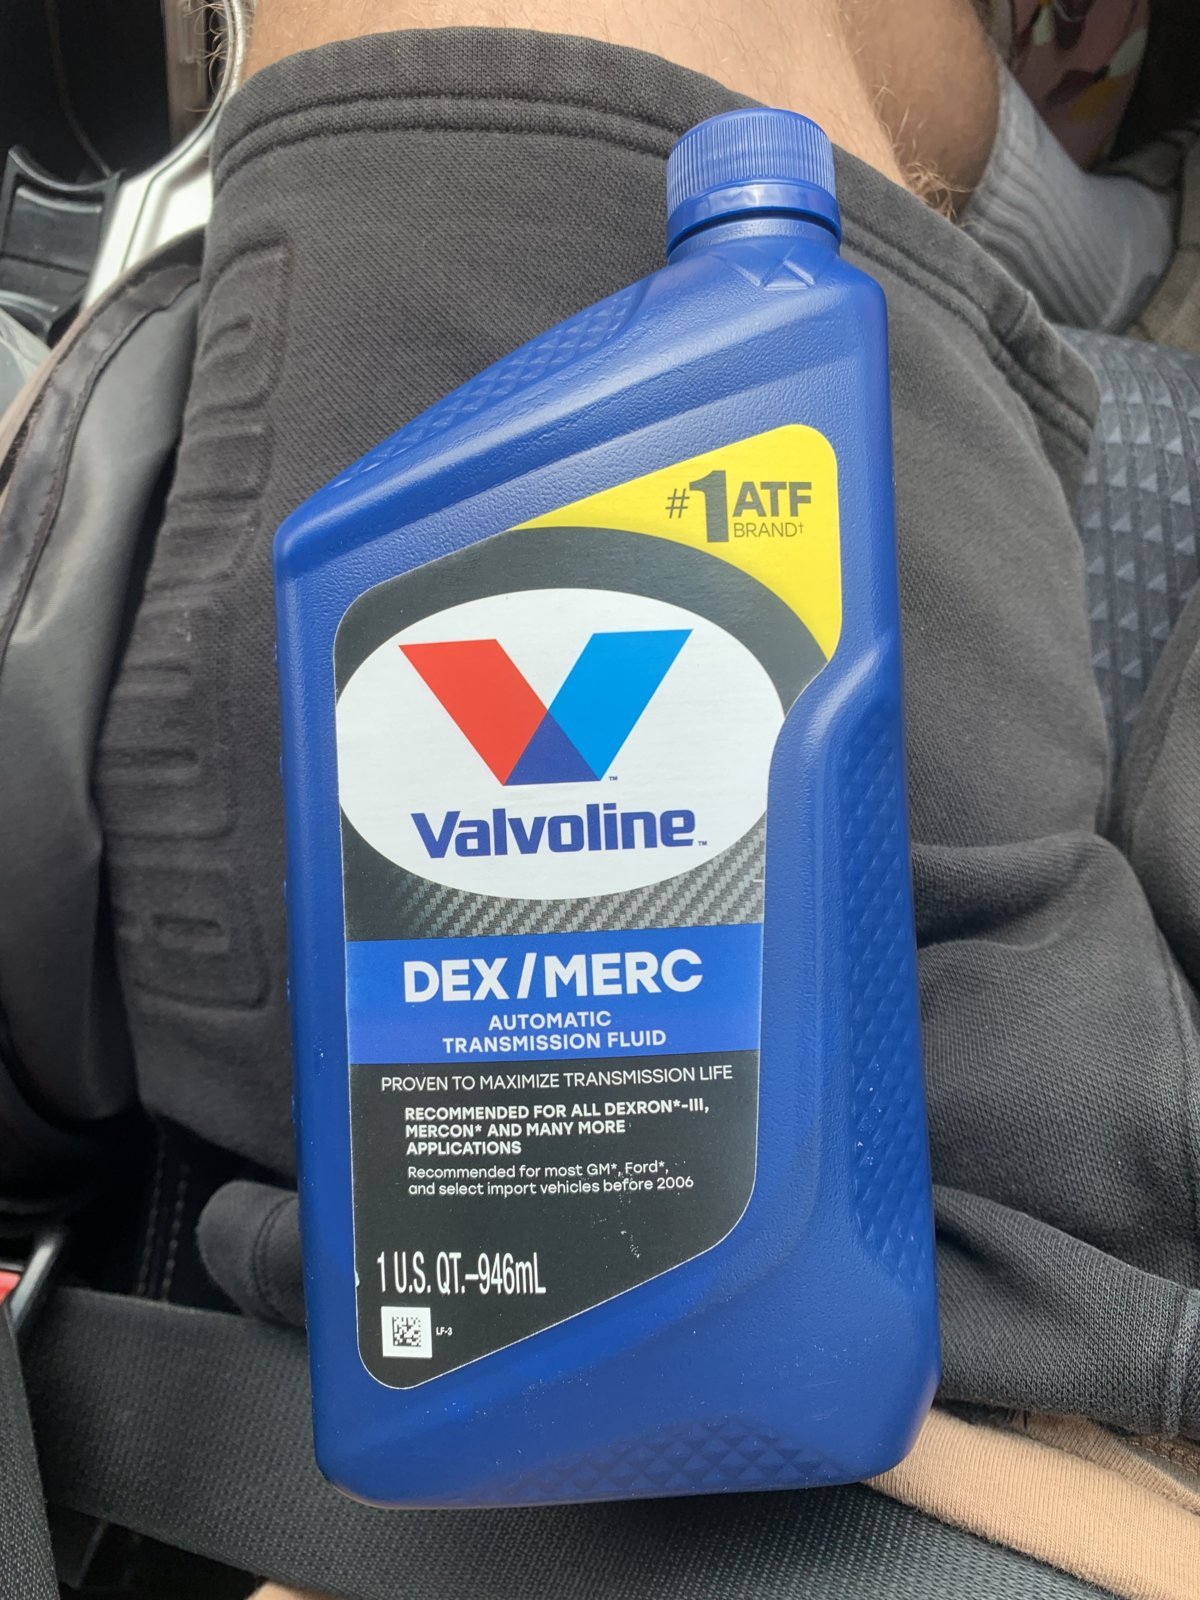 #1 ATF
BRAND†
Valvoline™
DEX/MERC
AUTOMATIC
TRANSMISSION FLUID
PROVEN TO MAXIMIZE TRANSMISSION LIFE
RECOMMENDED FOR ALL DEXRON*-III,
MERCON* AND MANY MORE
APPLICATIONS
Recommended for most GM*, Ford*,
and select import vehicles before 2006
1 U.S. QT.–946mL
LF-3